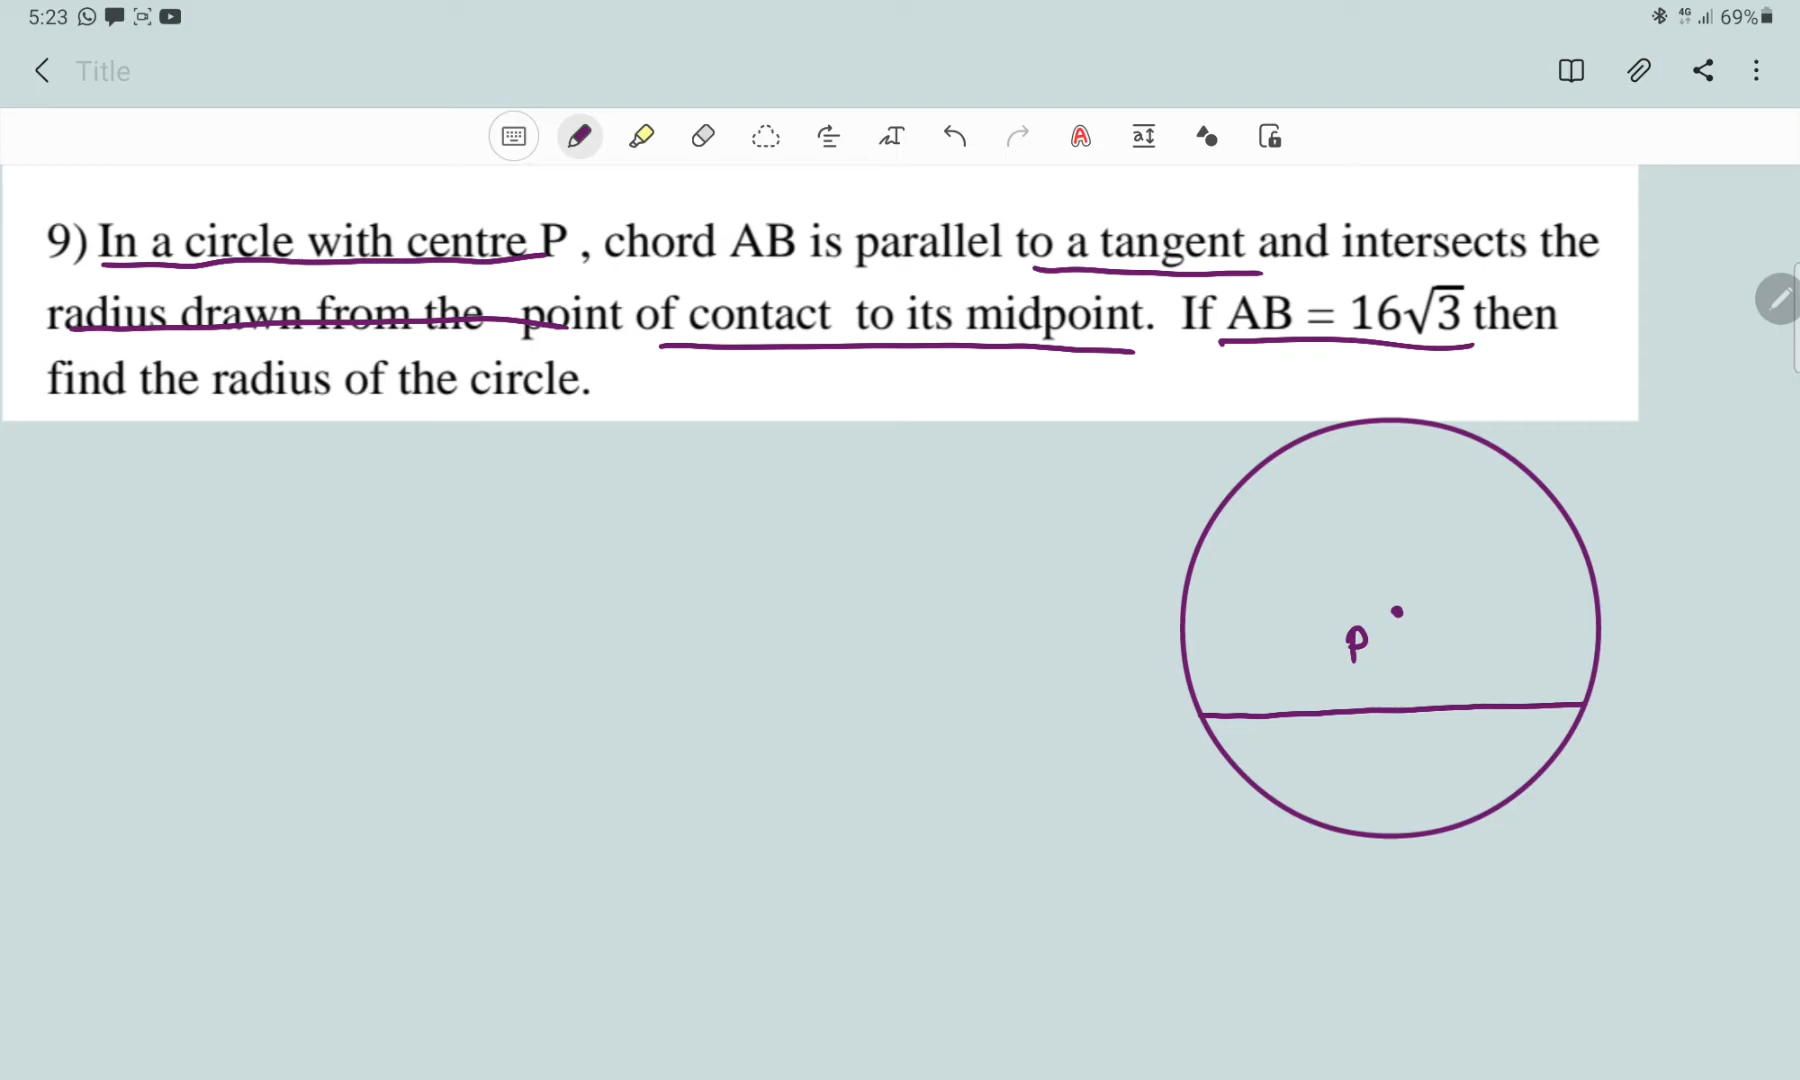 5:23 4G 69%
Title
9) In a circle with centre P , chord AB is parallel to a tangent and intersects the
radius drawn from the point of contact to its midpoint. If AB = 16√3 then
find the radius of the circle.
P